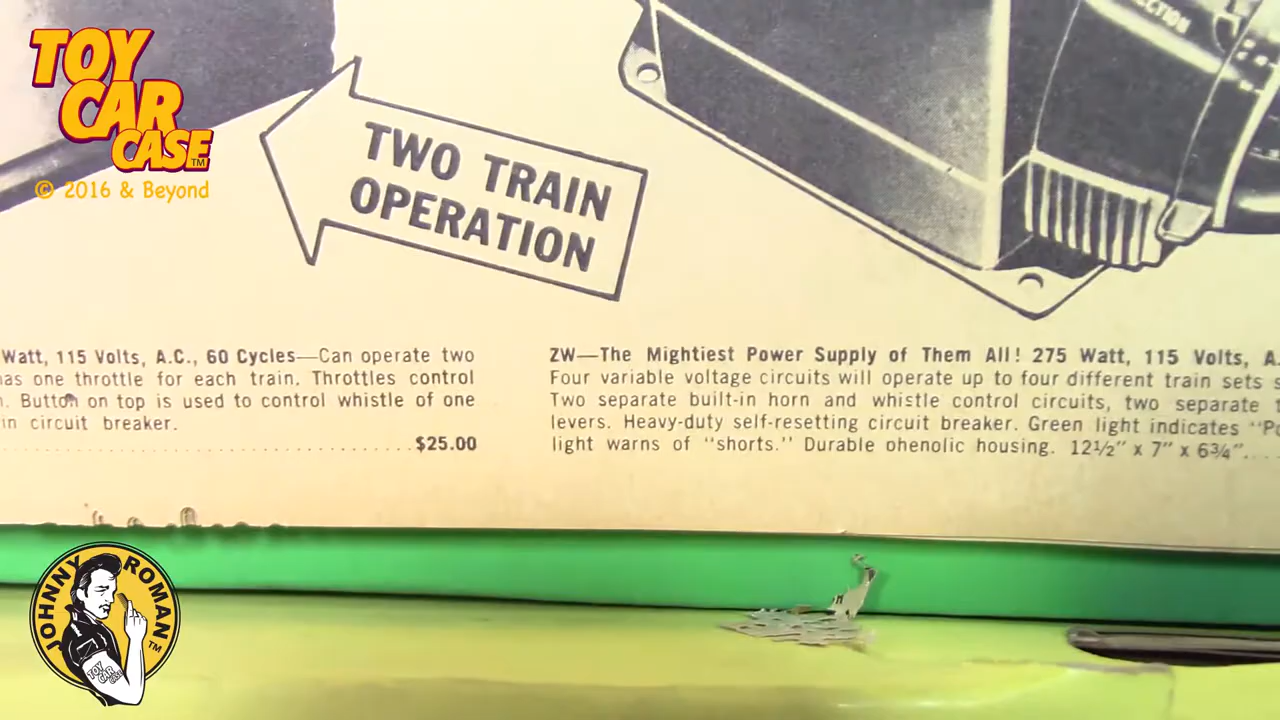 TOY
CAR
CASE™
© 2016 & Beyond
TWO TRAIN
OPERATION
Watt, 115 Volts, A.C., 60 Cycles—Can operate two
has one throttle for each train. Throttles control
Button on top is used to control whistle of one
in circuit breaker.
$25.00
ZW—The Mightiest Power Supply of Them All! 275 Watt, 115 Volts,
Four variable voltage circuits will operate up to four different train sets
Two separate built-in horn and whistle control circuits, two separate
levers. Heavy-duty self-resetting circuit breaker. Green light indicates
light warns of “shorts.” Durable phenolic housing. 12½″ x 7″ x 6¾″
JOHNNY ROMAN™
TOY
CAR
CASE